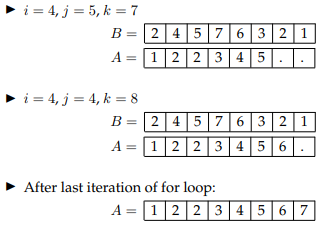 ▶ i = 4, j = 5, k = 7
B = 2 4 5 7 6 3 2 1
A = 1 2 2 3 4 5 . .
▶ i = 4, j = 4, k = 8
B = 2 4 5 7 6 3 2 1
A = 1 2 2 3 4 5 6 .
▶ After last iteration of for loop:
A = 1 2 2 3 4 5 6 7